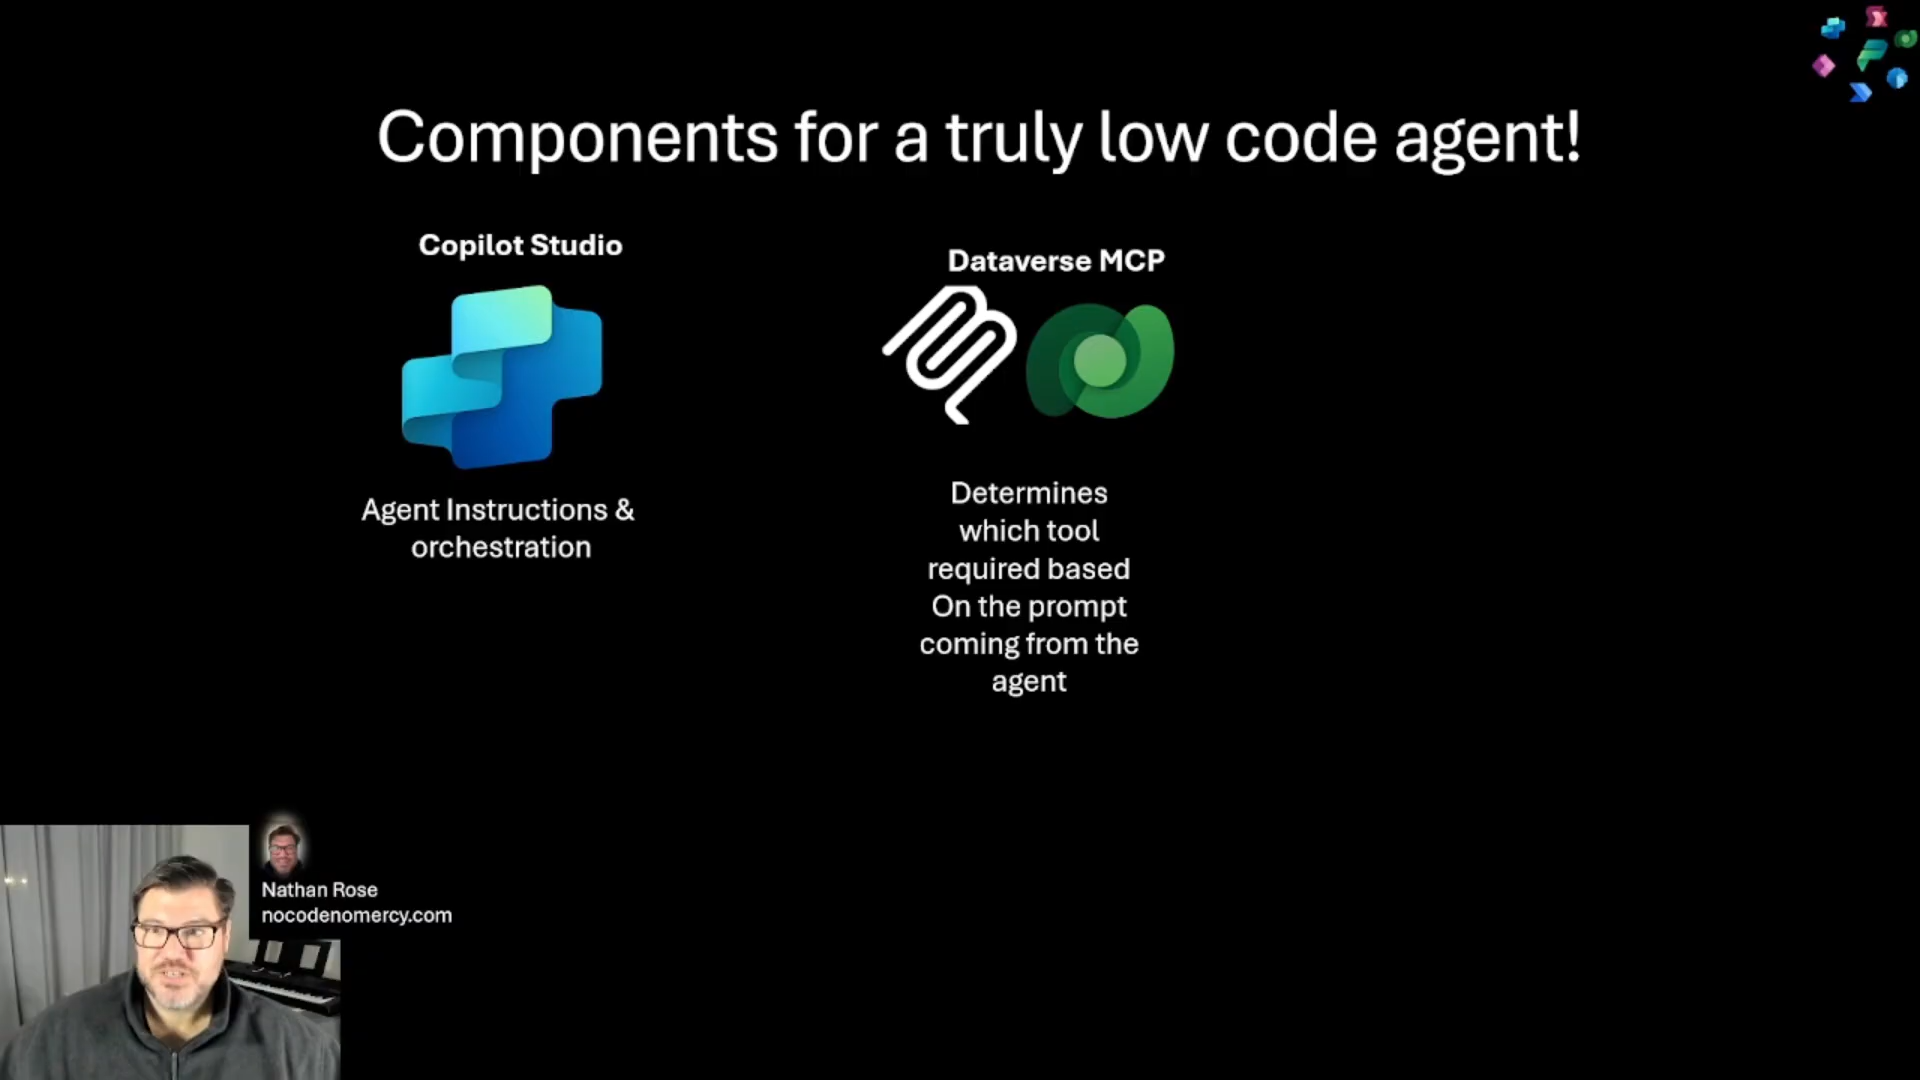 Components for a truly low code agent!
Copilot Studio
Agent Instructions &
orchestration
Dataverse MCP
Determines
which tool
required based
On the prompt
coming from the
agent
Nathan Rose
nocodenomercy.com